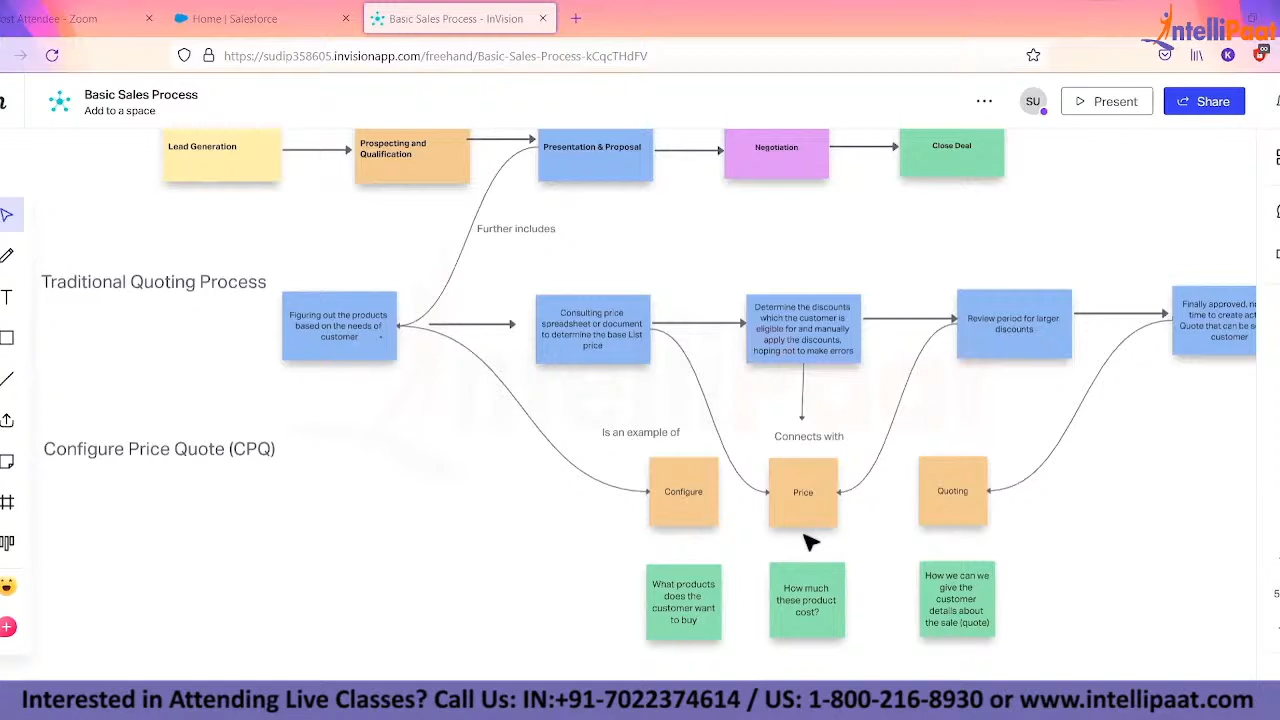 ost Attendee - Zoom
Home | Salesforce
Basic Sales Process - InVision
IntelliPaat
https://sudip358605.invisionapp.com/freehand/Basic-Sales-Process-kCqcTHdFV
K
Basic Sales Process
Add to a space
SU
Present
Share
Lead Generation
Prospecting and
Qualification
Presentation & Proposal
Negotiation
Close Deal
Further includes
Traditional Quoting Process
Figuring out the products
based on the needs of
customer
Consulting price
spreadsheet or document
to determine the base List
price
Determine the discounts
which the customer is
eligible for and manually
apply the discounts,
hoping not to make errors
Review period for larger
discounts
Finally approved, no
time to create act
Quote that can be s
customer
Is an example of
Connects with
Configure Price Quote (CPQ)
Configure
Price
Quoting
What products
does the
customer want
to buy
How much
these product
cost?
How we can we
give the
customer
details about
the sale (quote)
Interested in Attending Live Classes? Call Us: IN:+91-7022374614 / US: 1-800-216-8930 or www.intellipaat.com